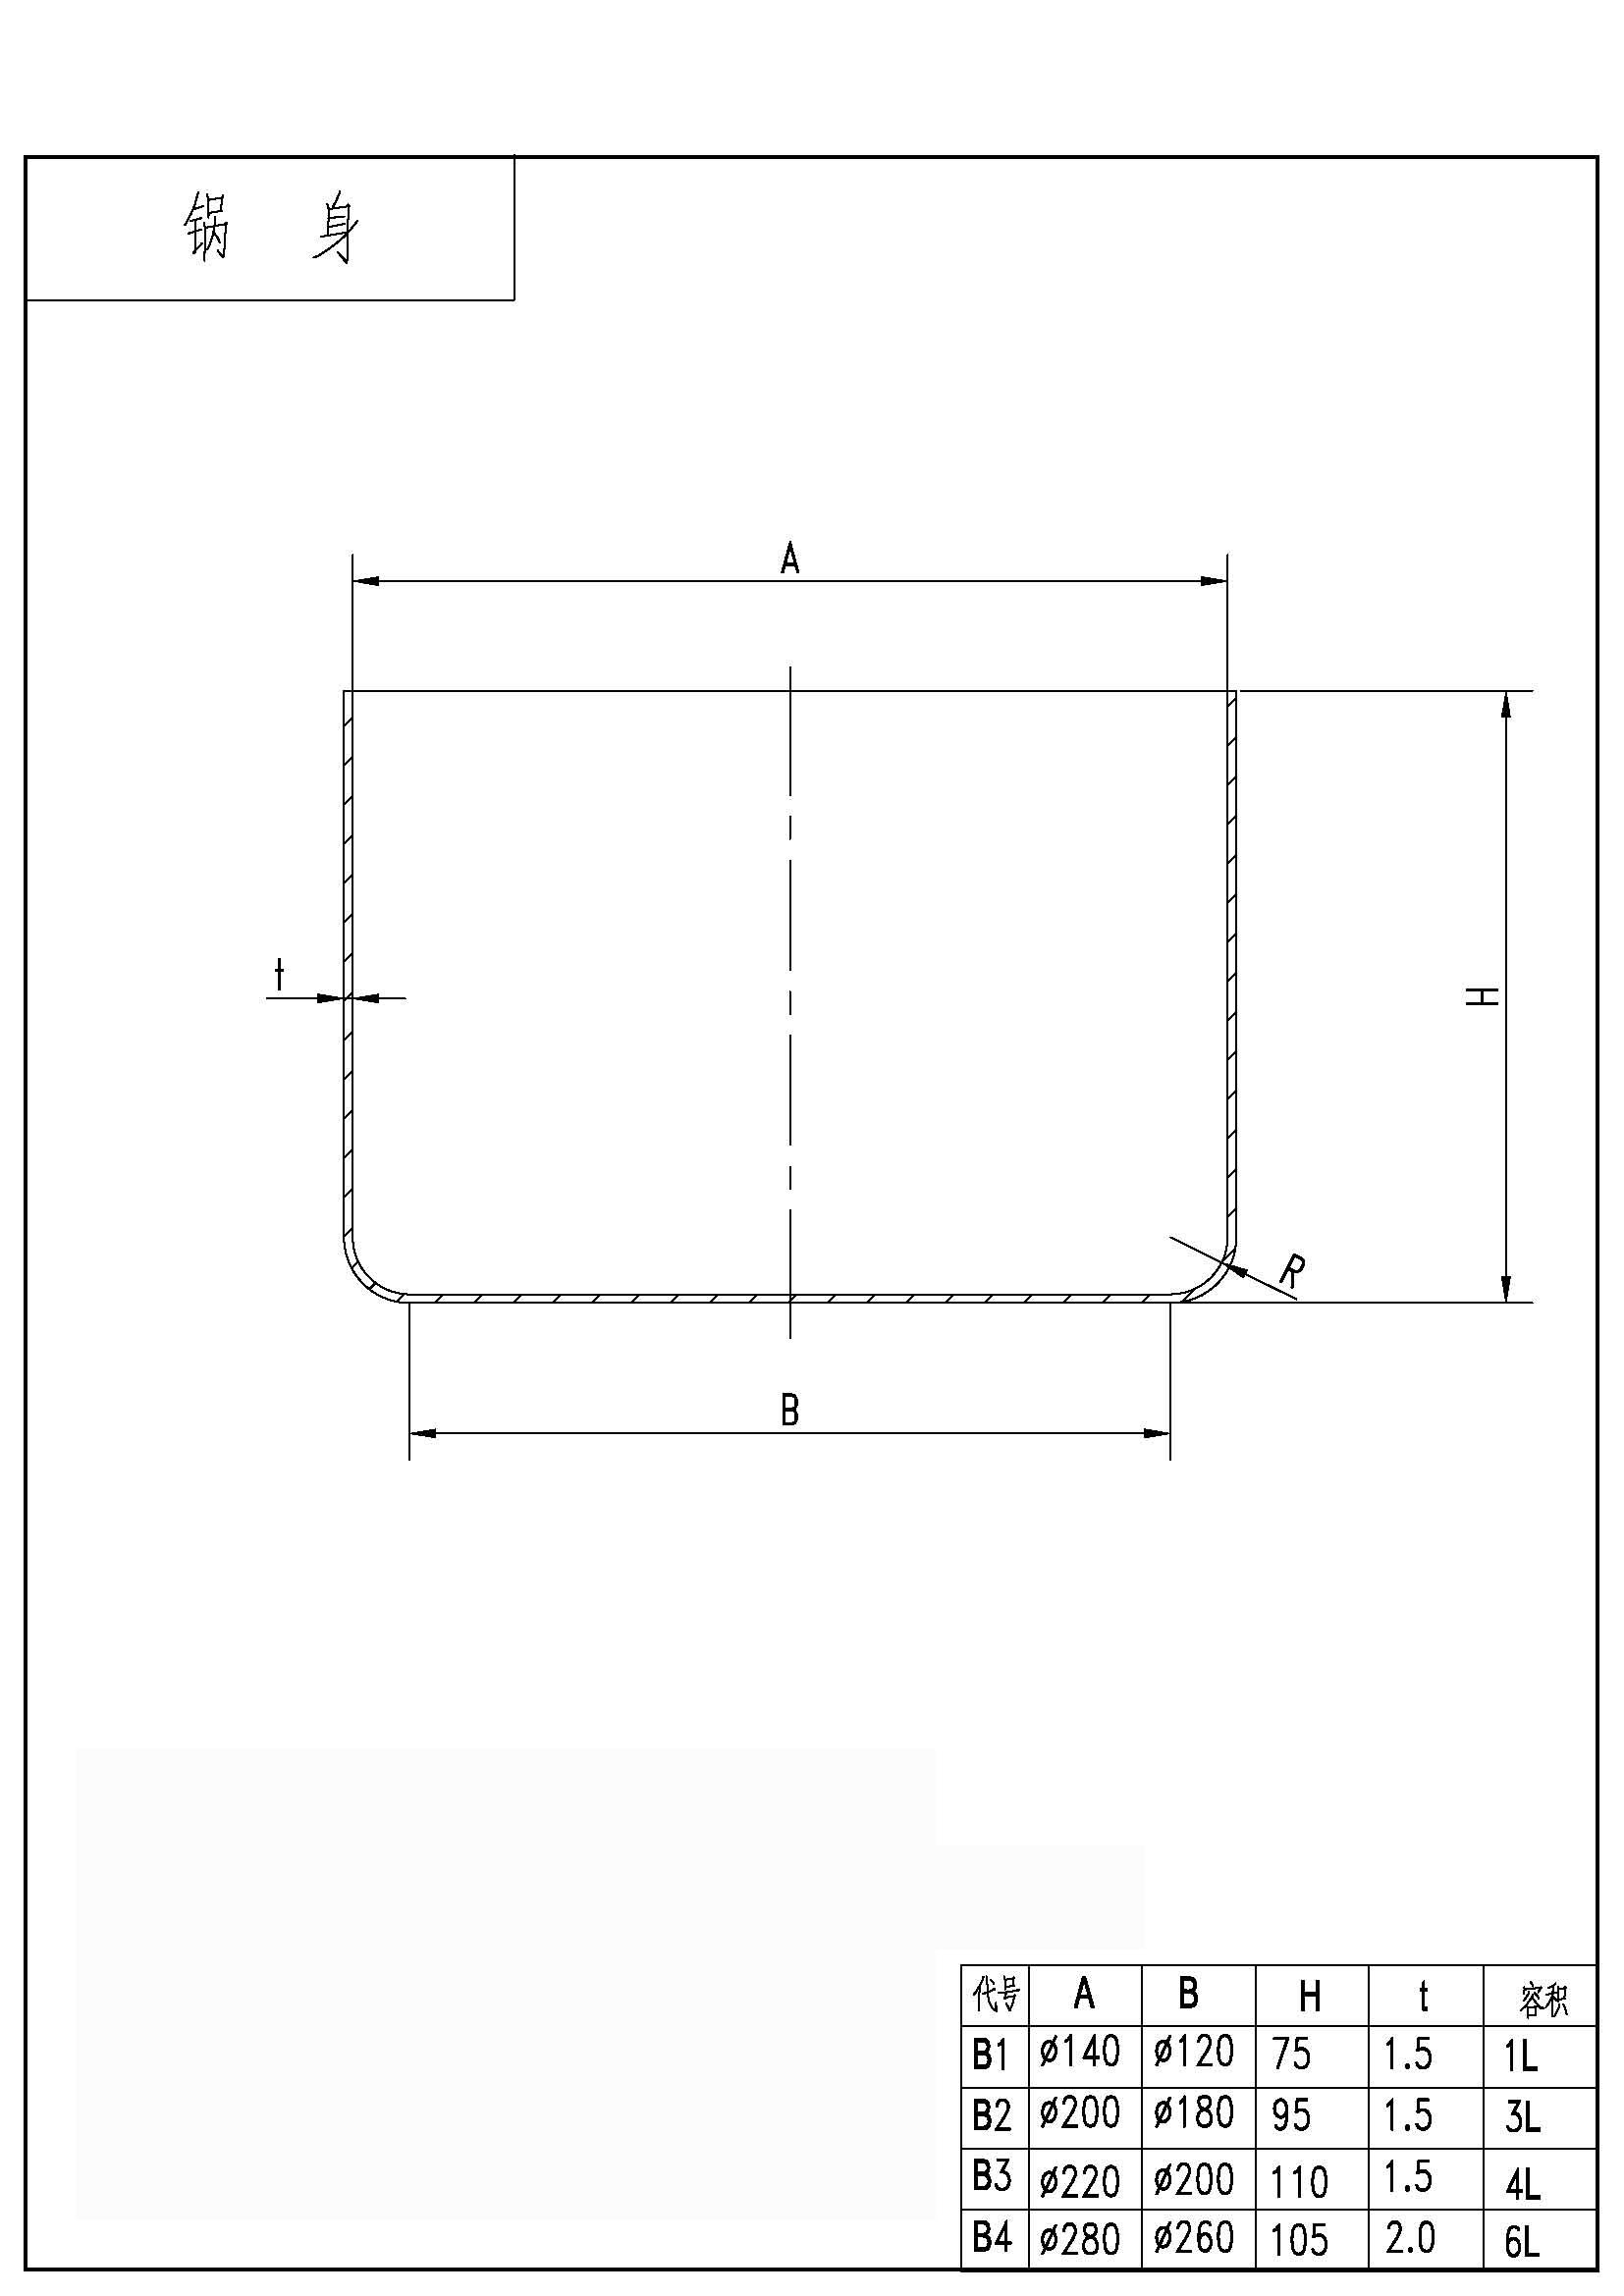 锅 身
A
t
H
R
B
代号 A B H t 容积
B1 ø140 ø120 75 1.5 1L
B2 ø200 ø180 95 1.5 3L
B3 ø220 ø200 110 1.5 4L
B4 ø280 ø260 105 2.0 6L